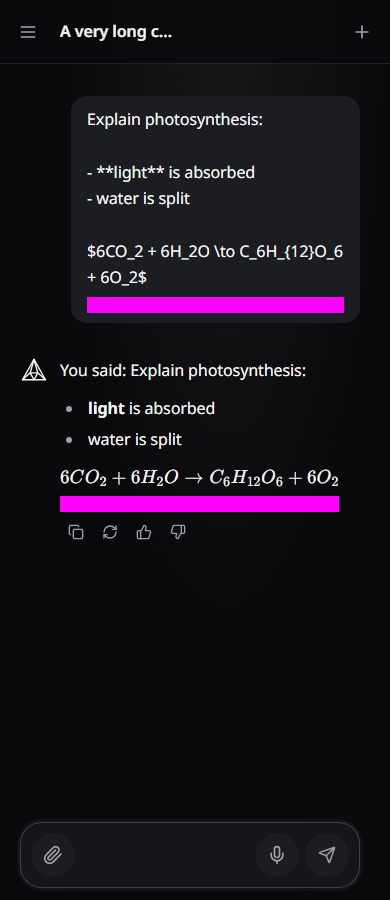 A very long c...
Explain photosynthesis:
- **light** is absorbed
- water is split
$6CO_2 + 6H_2O \to C_6H_{12}O_6
+ 6O_2$
You said: Explain photosynthesis:
light is absorbed
water is split
6CO₂ + 6H₂O → C₆H₁₂O₆ + 6O₂